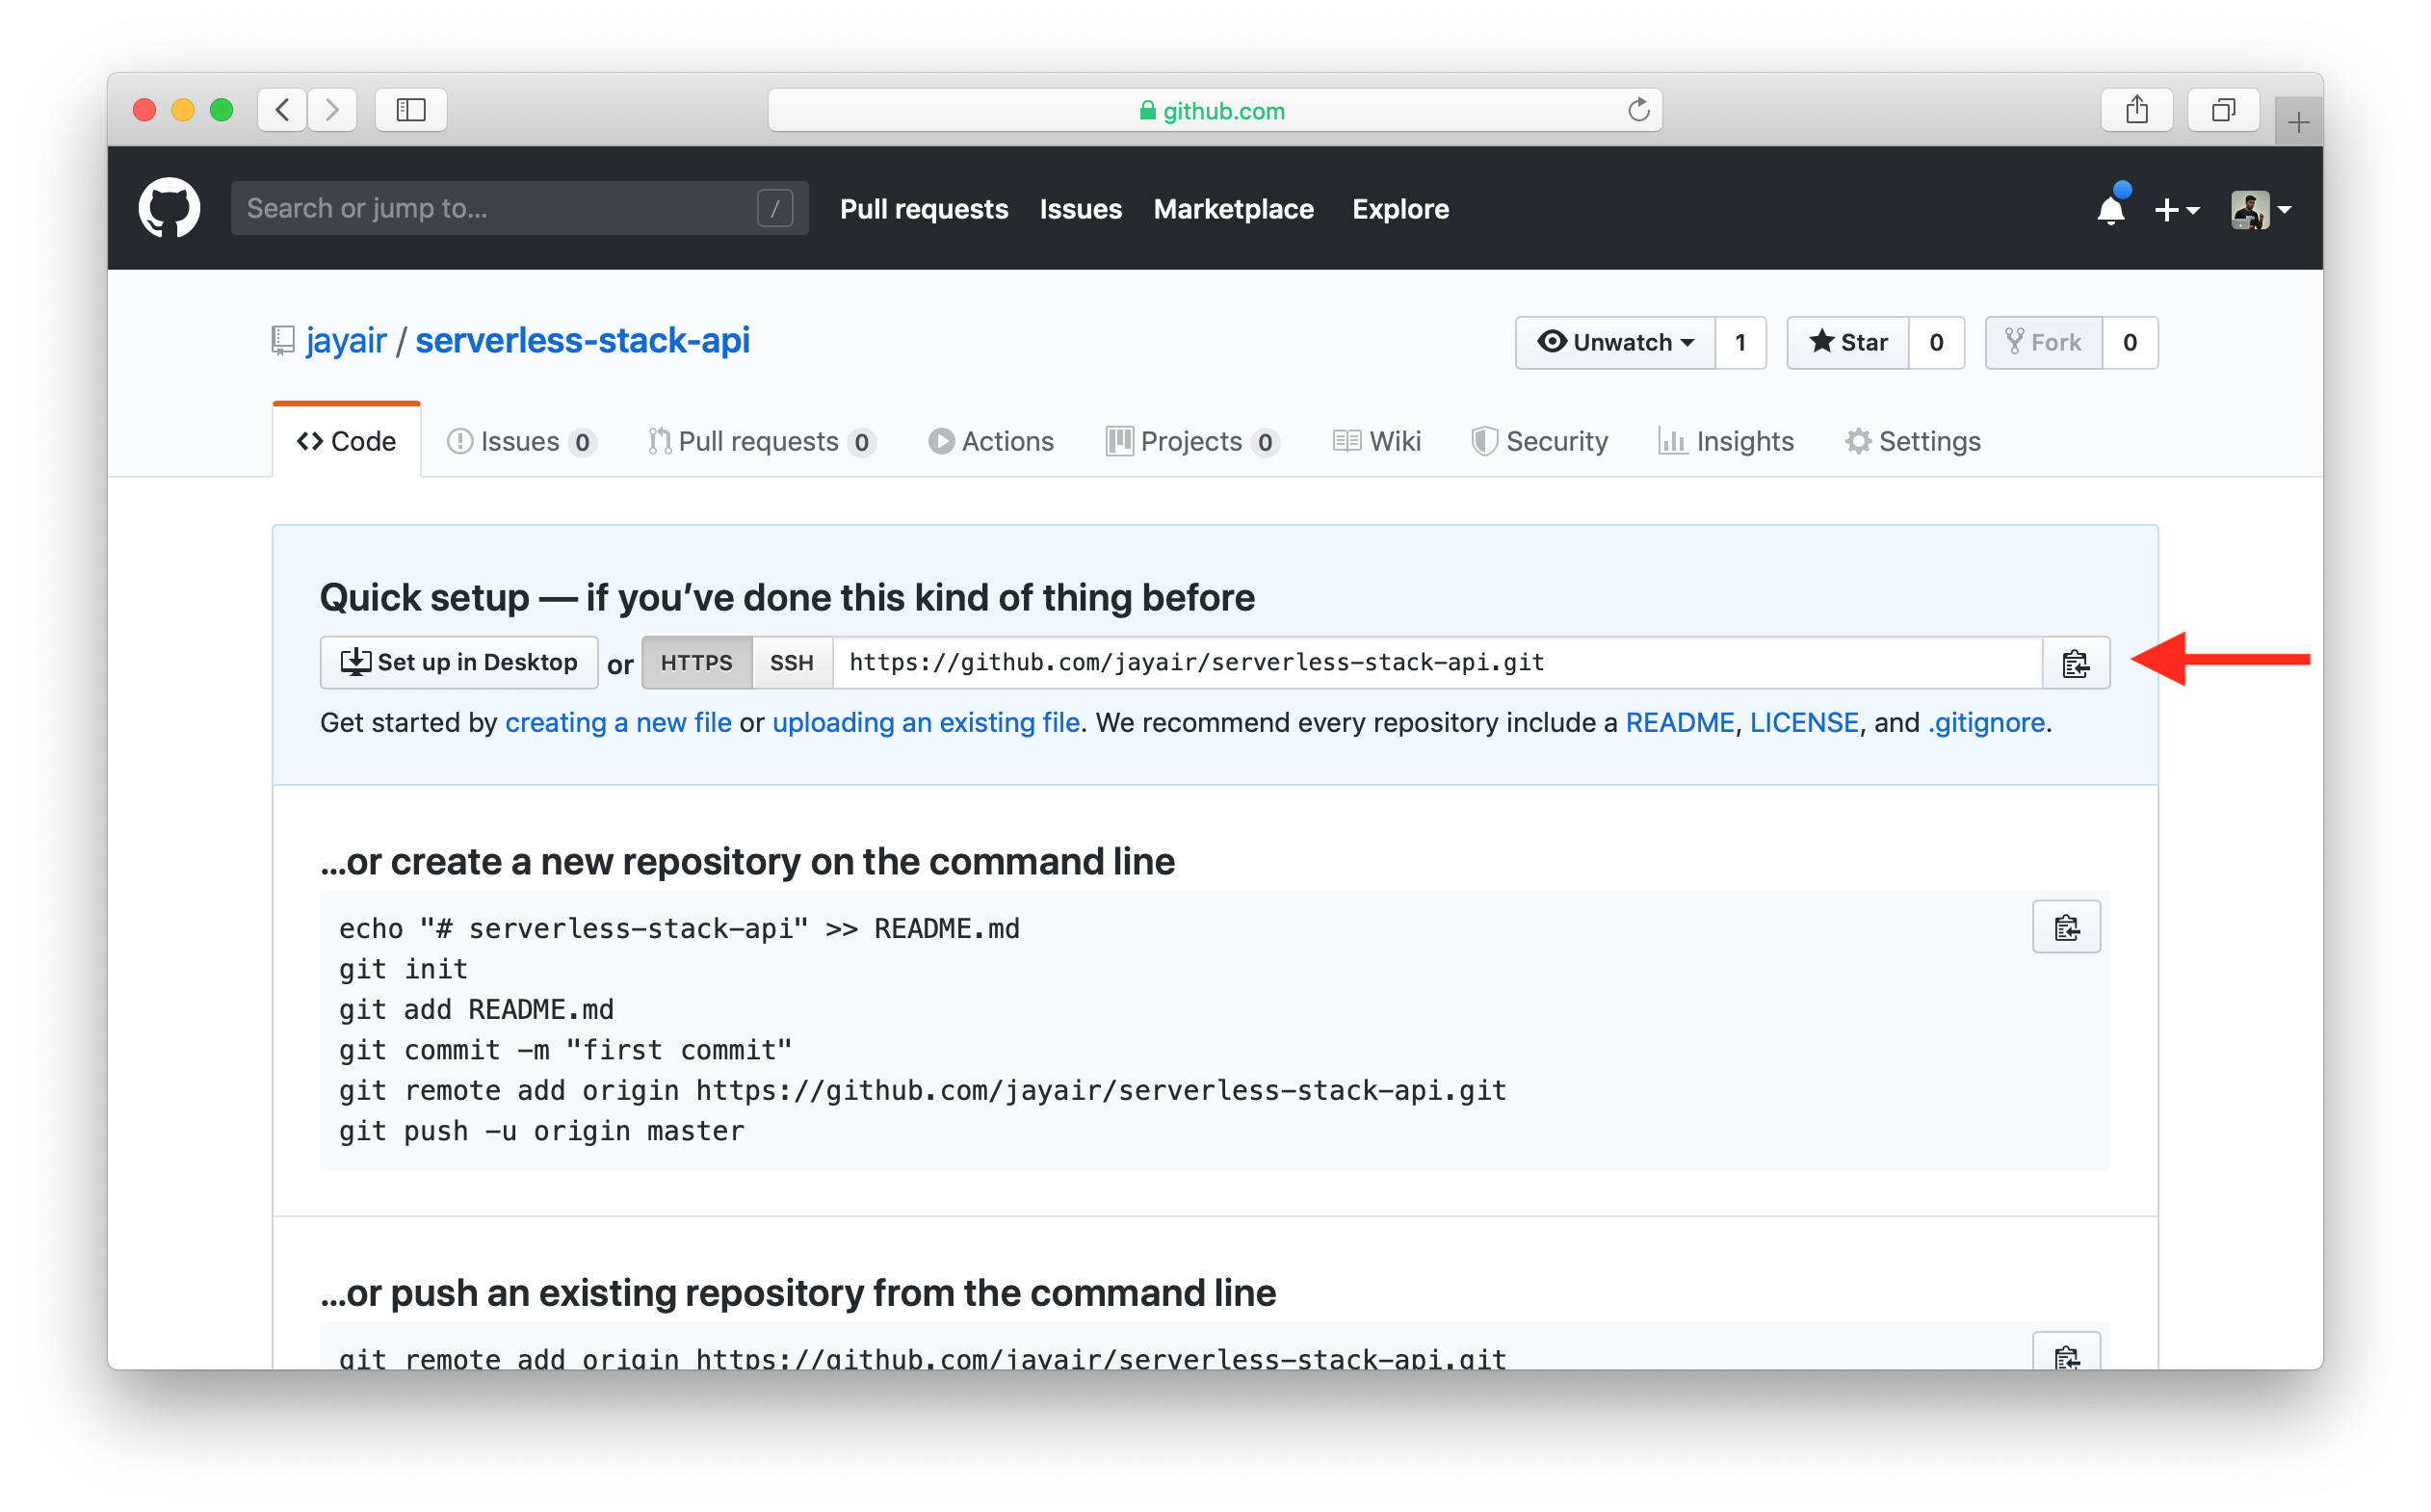 github.com
Search or jump to... / Pull requests Issues Marketplace Explore
jayair / serverless-stack-api Unwatch 1 Star 0 Fork 0
Code Issues 0 Pull requests 0 Actions Projects 0 Wiki Security Insights Settings
Quick setup — if you’ve done this kind of thing before
Set up in Desktop or HTTPS SSH https://github.com/jayair/serverless-stack-api.git
Get started by creating a new file or uploading an existing file. We recommend every repository include a README, LICENSE, and .gitignore.
…or create a new repository on the command line
echo "# serverless-stack-api" >> README.md
git init
git add README.md
git commit -m "first commit"
git remote add origin https://github.com/jayair/serverless-stack-api.git
git push -u origin master
…or push an existing repository from the command line
git remote add origin https://github.com/jayair/serverless-stack-api.git